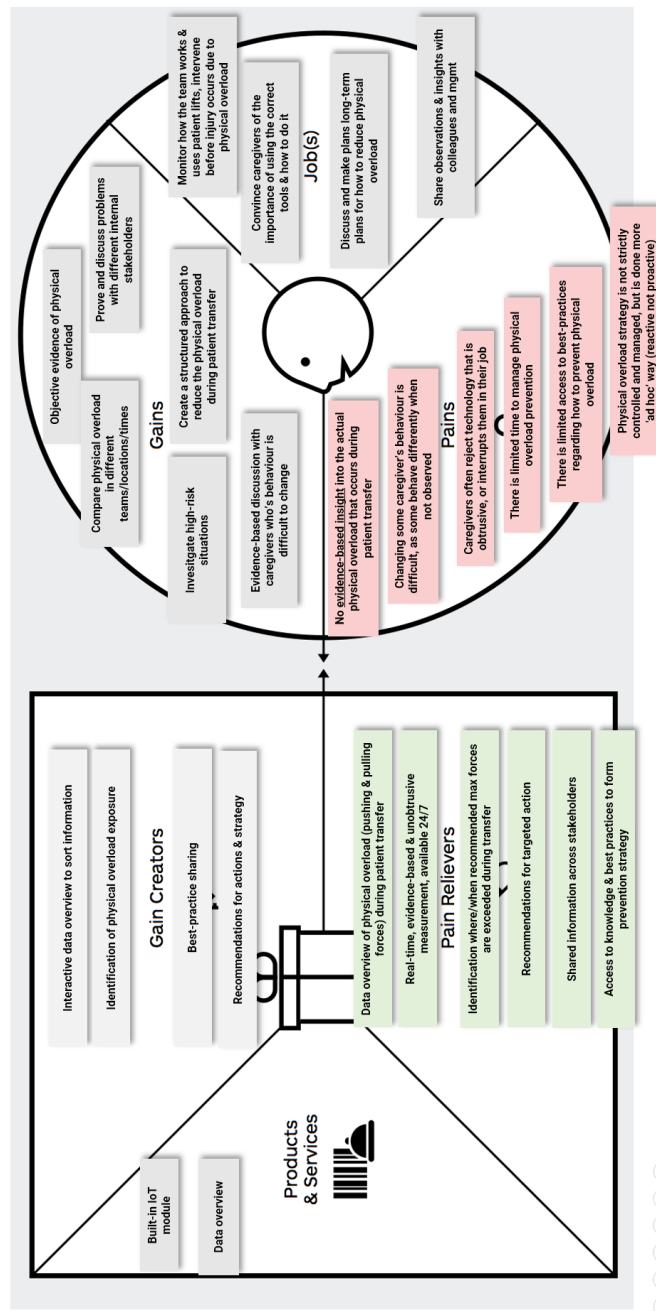 Products
& Services
Built-in IoT
module
Data overview
Gain Creators
Interactive data overview to sort information
Identification of physical overload exposure
Best-practice sharing
Recommendations for actions & strategy
Pain Relievers
Data overview of physical overload (pushing & pulling
forces) during patient transfer
Real-time, evidence-based & unobtrusive
measurement, available 24/7
Identification where/when recommended max forces
are exceeded during transfer
Recommendations for targeted action
Shared information across stakeholders
Access to knowledge & best practices to form
prevention strategy
Gains
Objective evidence of physical
overload
Compare physical overload
in different
teams/locations/times
Prove and discuss problems
with different internal
stakeholders
Invesitgate high-risk
situations
Create a structured approach to
reduce the physical overload
during patient transfer
Evidence-based discussion with
caregivers who's behaviour is
difficult to change
Pains
No evidence-based insight into the actual
physical overload that occurs during
patient transfer
Changing some caregiver's behaviour is
difficult, as some behave differently when
not observed
Caregivers often reject technology that is
obtrusive, or interrupts them in their job
There is limited time to manage physical
overload prevention
There is limited access to best-practices
regarding how to prevent physical
overload
Physical overload strategy is not strictly
controlled and managed, but is done more
'ad hoc' way (reactive not proactive)
Job(s)
Monitor how the team works &
uses patient lifts, intervene
before injury occurs due to
physical overload
Convince caregivers of the
importance of using the correct
tools & how to do it
Discuss and make plans long-term
plans for how to reduce physical
overload
Share observations & insights with
colleagues and mgmt